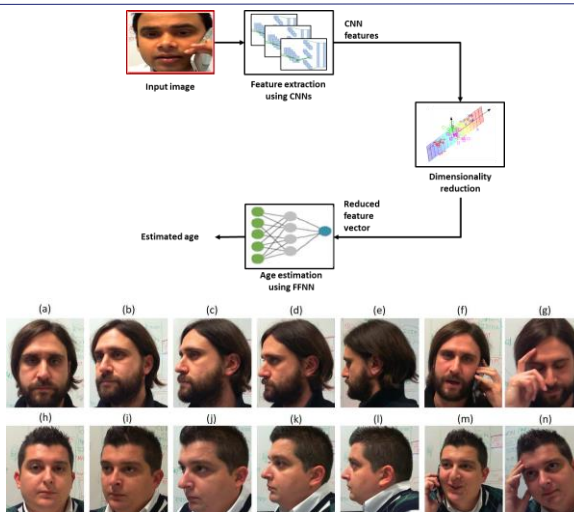 CNN
features
Input image
Feature extraction
using CNNs
Dimensionality
reduction
Reduced
feature
vector
Estimated age
Age estimation
using FFNN
(a) (b) (c) (d) (e) (f) (g)
(h) (i) (j) (k) (l) (m) (n)